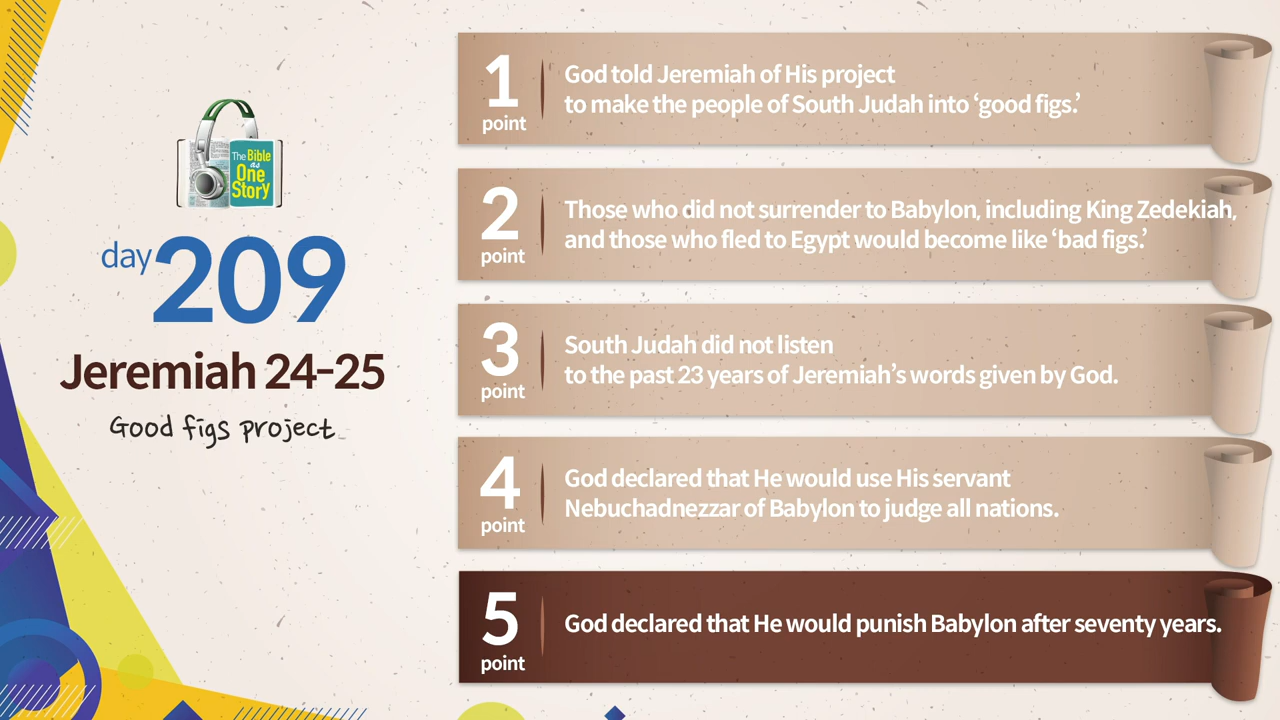 The Bible
as
One
Story
day 209
Jeremiah 24-25
Good figs project
1
point
God told Jeremiah of His project
to make the people of South Judah into ‘good figs.’
2
point
Those who did not surrender to Babylon, including King Zedekiah,
and those who fled to Egypt would become like ‘bad figs.’
3
point
South Judah did not listen
to the past 23 years of Jeremiah’s words given by God.
4
point
God declared that He would use His servant
Nebuchadnezzar of Babylon to judge all nations.
5
point
God declared that He would punish Babylon after seventy years.